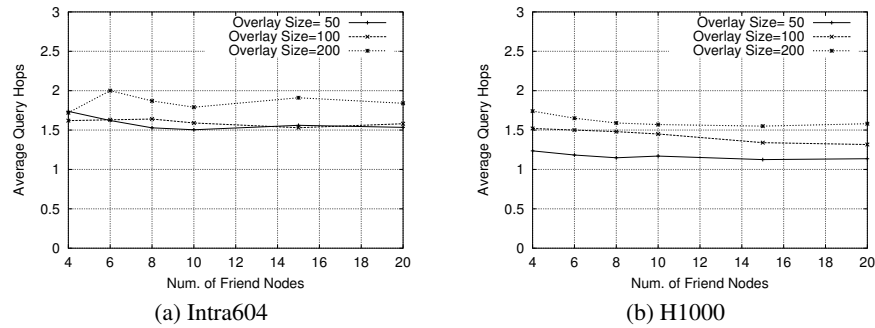 3
2.5
2
1.5
1
0.5
0
Average Query Hops
Overlay Size= 50
Overlay Size=100
Overlay Size=200
4 6 8 10 12 14 16 18 20
Num. of Friend Nodes
(a) Intra604
3
2.5
2
1.5
1
0.5
0
Average Query Hops
Overlay Size= 50
Overlay Size=100
Overlay Size=200
4 6 8 10 12 14 16 18 20
Num. of Friend Nodes
(b) H1000